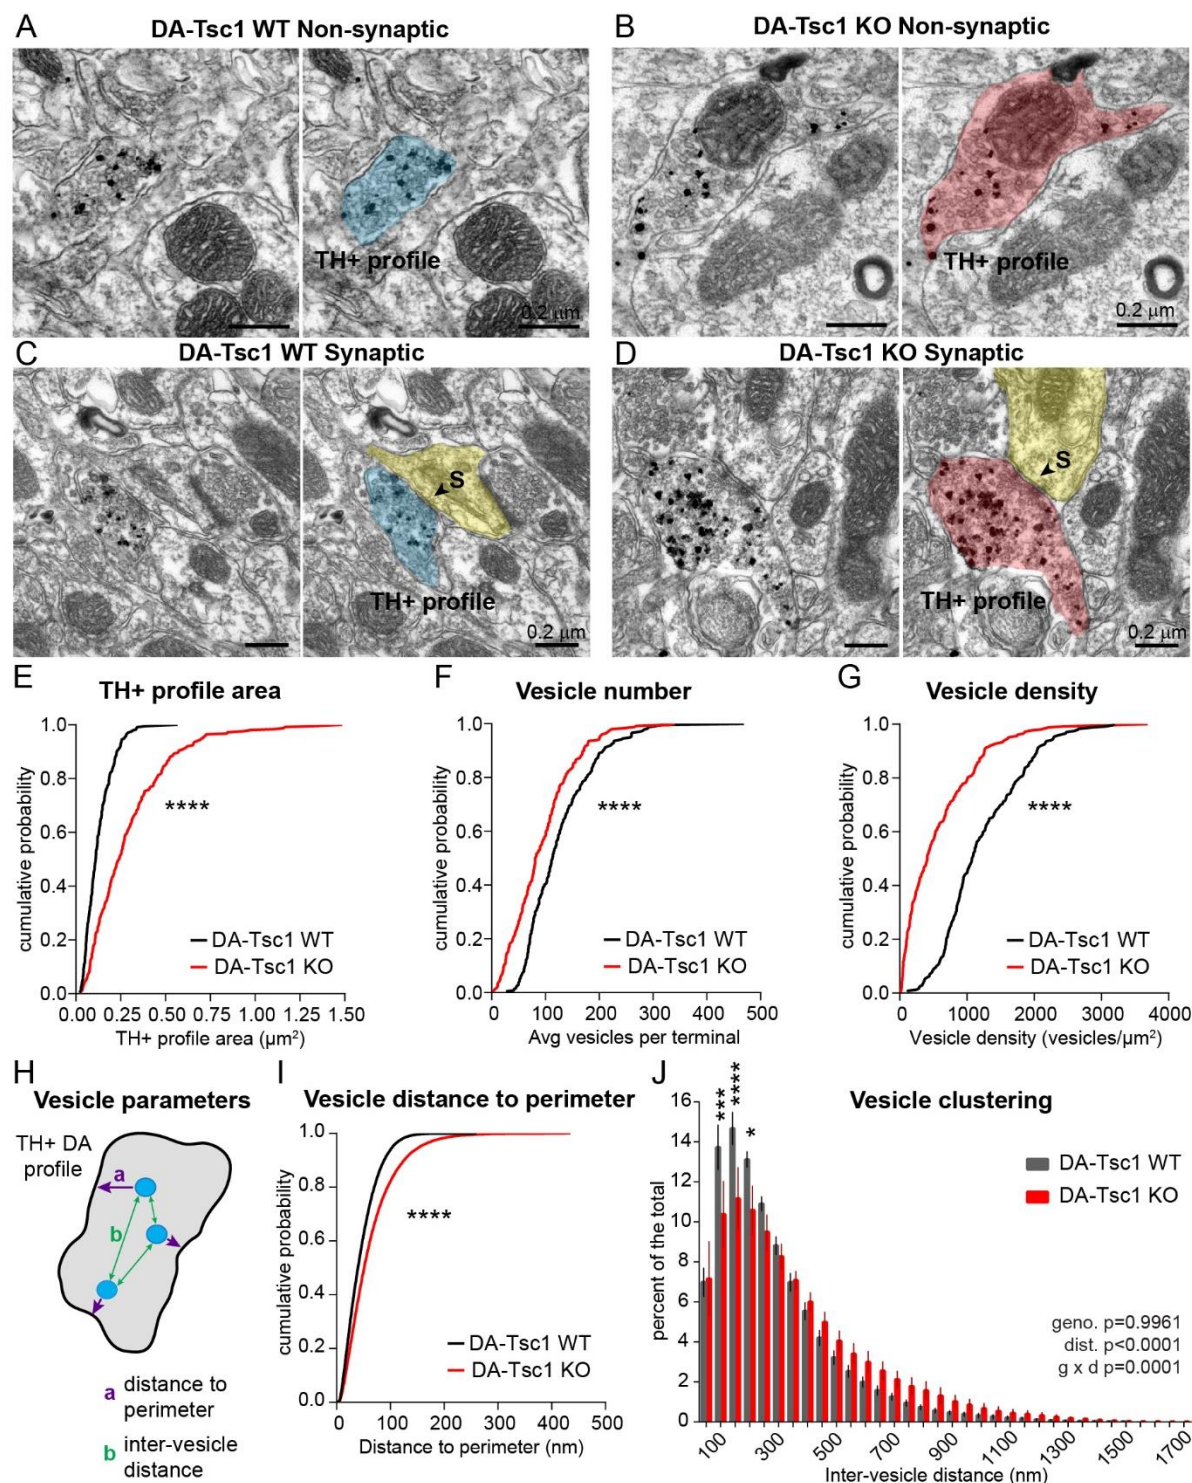 A
DA-Tsc1 WT Non-synaptic
TH+ profile
0.2 µm
B
DA-Tsc1 KO Non-synaptic
TH+ profile
0.2 µm
C
DA-Tsc1 WT Synaptic
S
TH+ profile
0.2 µm
D
DA-Tsc1 KO Synaptic
S
TH+ profile
0.2 µm
E
TH+ profile area
cumulative probability
1.0
0.8
0.6
0.4
0.2
0.0
****
DA-Tsc1 WT
DA-Tsc1 KO
0.00 0.25 0.50 0.75 1.00 1.25 1.50
TH+ profile area (µm²)
F
Vesicle number
cumulative probability
1.0
0.8
0.6
0.4
0.2
0.0
****
DA-Tsc1 WT
DA-Tsc1 KO
0 100 200 300 400 500
Avg vesicles per terminal
G
Vesicle density
cumulative probability
1.0
0.8
0.6
0.4
0.2
0.0
****
DA-Tsc1 WT
DA-Tsc1 KO
0 1000 2000 3000 4000
Vesicle density (vesicles/µm²)
H
Vesicle parameters
TH+ DA
profile
a
b
a distance to
perimeter
b inter-vesicle
distance
I
Vesicle distance to perimeter
cumulative probability
1.0
0.8
0.6
0.4
0.2
0.0
****
DA-Tsc1 WT
DA-Tsc1 KO
0 100 200 300 400 500
Distance to perimeter (nm)
J
Vesicle clustering
percent of the total
16
14
12
10
8
6
4
2
0
***
****
*
DA-Tsc1 WT
DA-Tsc1 KO
geno. p=0.9961
dist. p<0.0001
g x d p=0.0001
100 300 500 700 900 1100 1300 1500 1700
Inter-vesicle distance (nm)